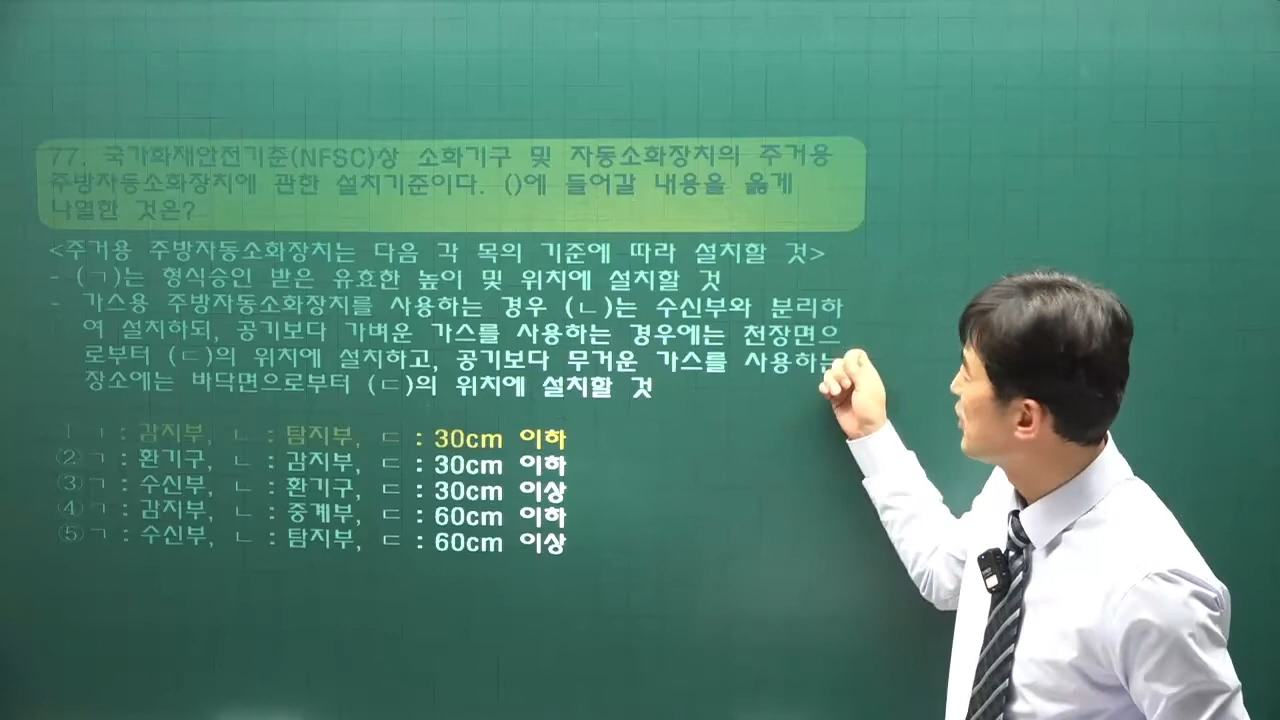 77. 국가화재안전기준(NFSC)상 소화기구 및 자동소화장치의 주거용
주방자동소화장치에 관한 설치기준이다. ()에 들어갈 내용을 옳게
나열한 것은?
<주거용 주방자동소화장치는 다음 각 목의 기준에 따라 설치할 것>
- (ㄱ)는 형식승인 받은 유효한 높이 및 위치에 설치할 것
- 가스용 주방자동소화장치를 사용하는 경우 (ㄴ)는 수신부와 분리하
여 설치하되, 공기보다 가벼운 가스를 사용하는 경우에는 천장면으
로부터 (ㄷ)의 위치에 설치하고, 공기보다 무거운 가스를 사용하는
장소에는 바닥면으로부터 (ㄷ)의 위치에 설치할 것
① ㄱ : 감지부, ㄴ : 탐지부, ㄷ : 30cm 이하
② ㄱ : 환기구, ㄴ : 감지부, ㄷ : 30cm 이하
③ ㄱ : 수신부, ㄴ : 환기구, ㄷ : 30cm 이상
④ ㄱ : 감지부, ㄴ : 중계부, ㄷ : 60cm 이하
⑤ ㄱ : 수신부, ㄴ : 탐지부, ㄷ : 60cm 이상